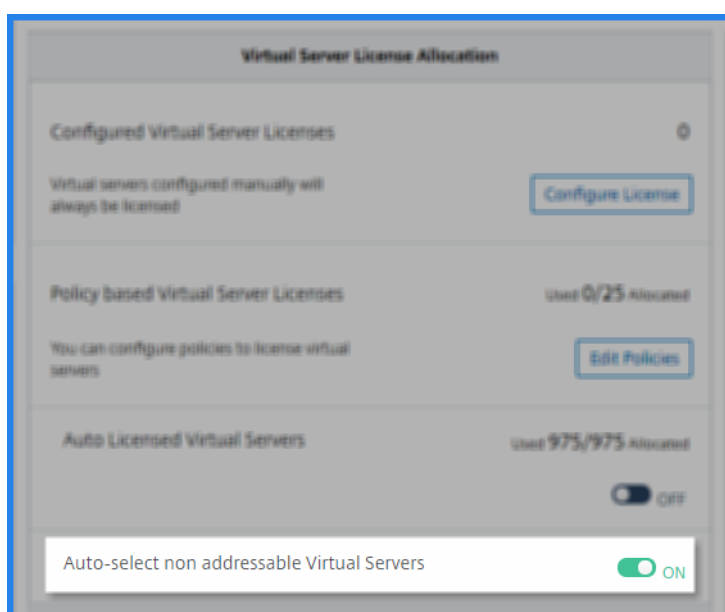 Virtual Server License Allocation
Configured Virtual Server Licenses
0
Virtual servers configured manually will
always be licensed
Configure License
Policy based Virtual Server Licenses
Used 0/25 Allocated
You can configure policies to license virtual
servers
Edit Policies
Auto Licensed Virtual Servers
Used 975/975 Allocated
OFF
Auto-select non addressable Virtual Servers
ON